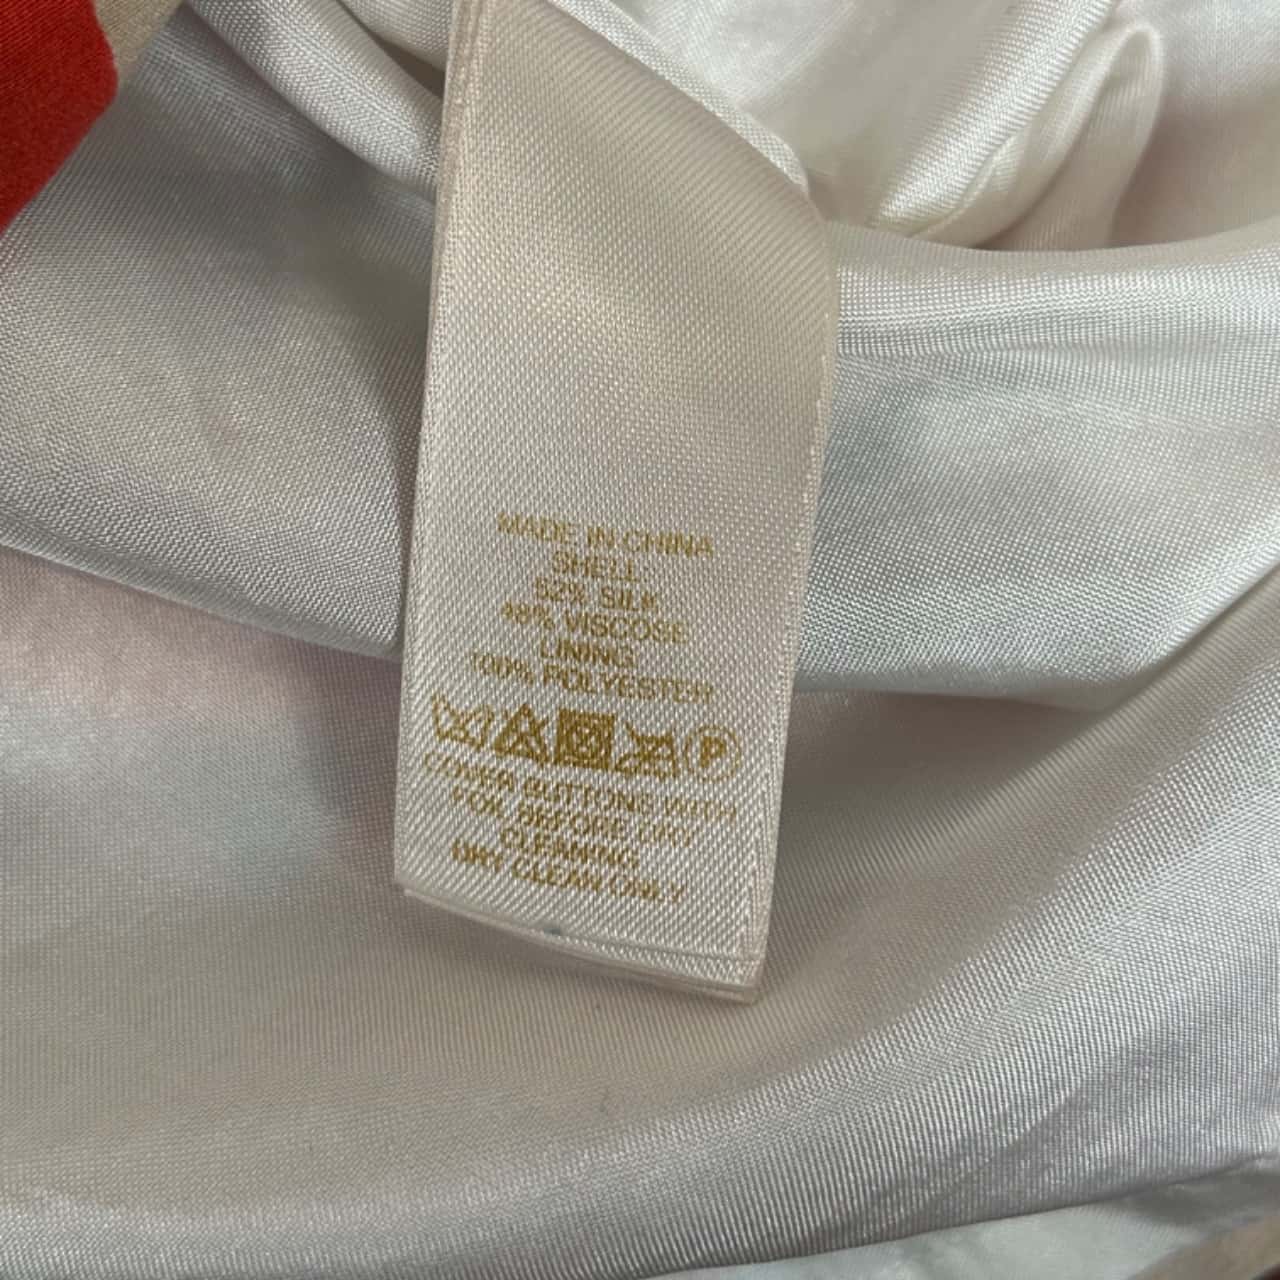 MADE IN CHINA
SHELL
52% SILK
48% VISCOSE
LINING
100% POLYESTER
P
COVER BUTTONS WITH
FOIL BEFORE DRY
CLEANING
DRY CLEAN ONLY